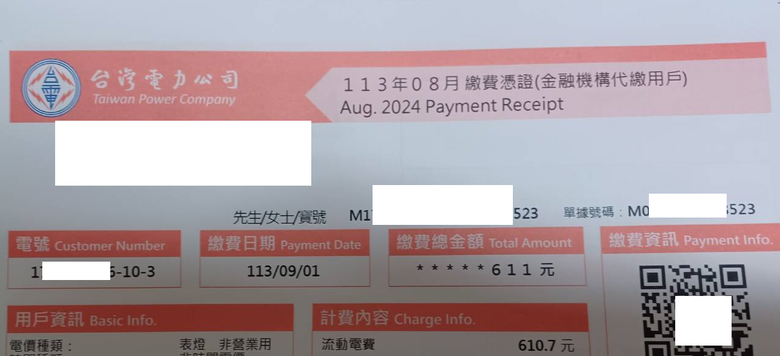 台灣電力公司
Taiwan Power Company
113年08月 繳費憑證(金融機構代繳用戶)
Aug. 2024 Payment Receipt
先生/女士/寶號 M1 523 單據號碼：M0 3523
電號 Customer Number
1 -10-3
繳費日期 Payment Date
113/09/01
繳費總金額 Total Amount
*****611元
繳費資訊 Payment Info.
用戶資訊 Basic Info.
電價種類： 表燈 非營業用
計費內容 Charge Info.
流動電費 610.7 元